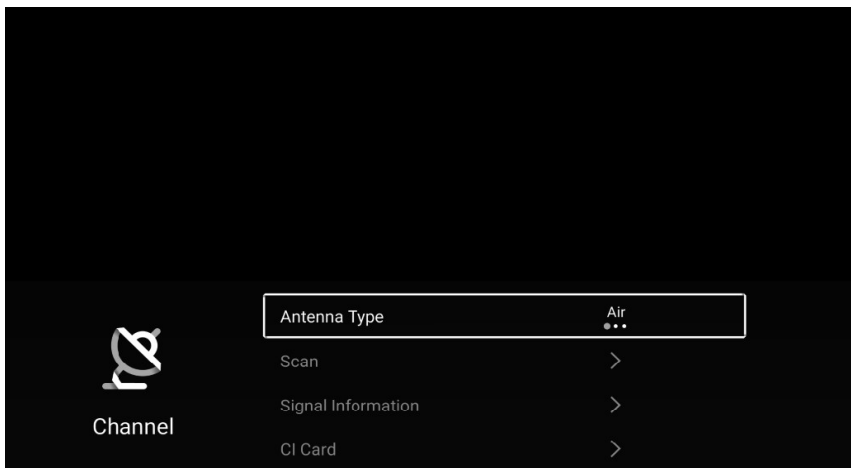 Antenna Type
Air
Scan
Signal Information
CI Card
Channel